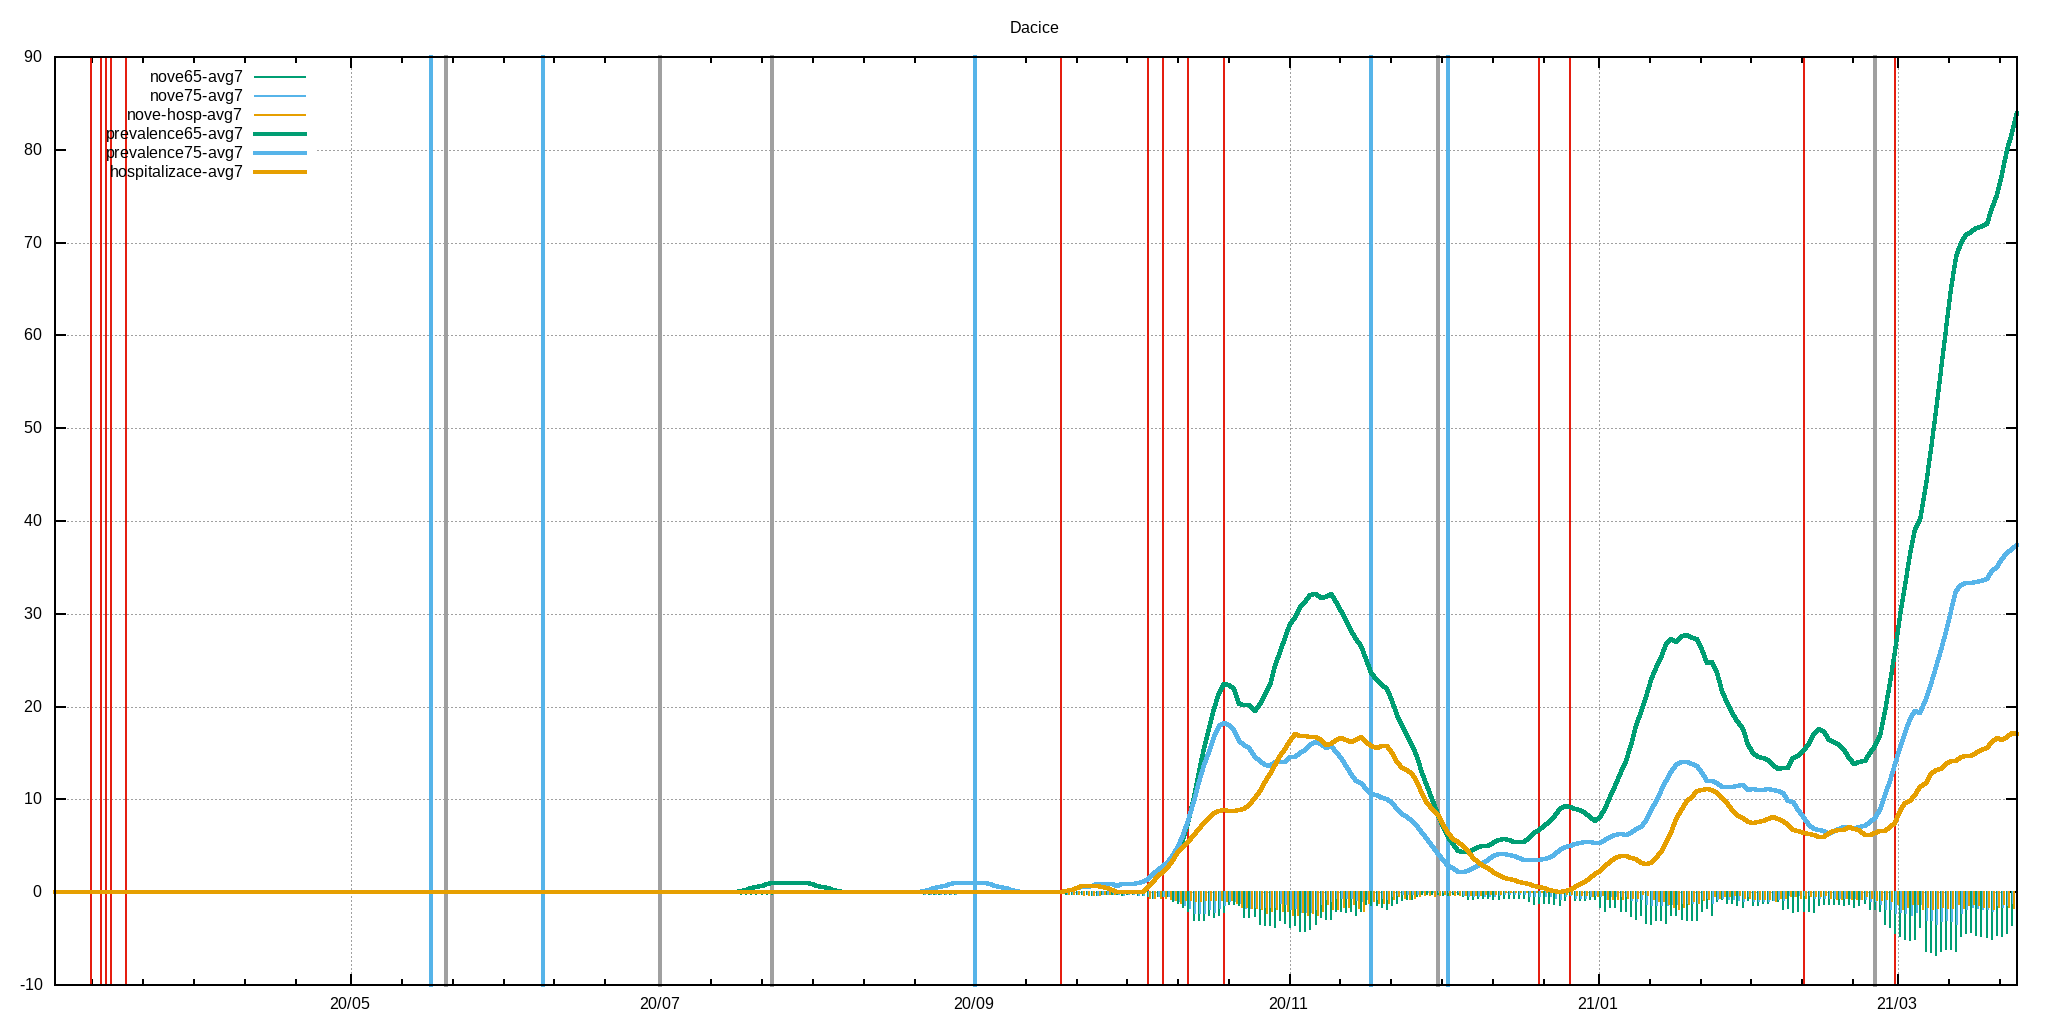 Dacice
90
80
70
60
50
40
30
20
10
0
-10
nove65-avg7
nove75-avg7
nove-hosp-avg7
prevalence65-avg7
prevalence75-avg7
hospitalizace-avg7
20/05 20/07 20/09 20/11 21/01 21/03